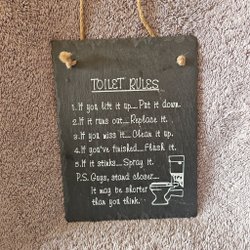 TOILET RULES
1. If you lift it up.... Put it down.
2. If it runs out.... Replace it.
3. If you miss it.... Clean it up.
4. If you've finished.... Flush it.
5. If it stinks.... Spray it.
P.S. Guys, stand closer....
It may be shorter
than you think.